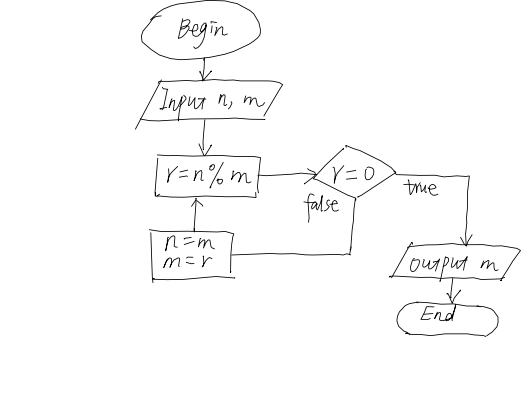 Begin
Input n, m
r=n%m
r=0
true
false
n=m
m=r
output m
End